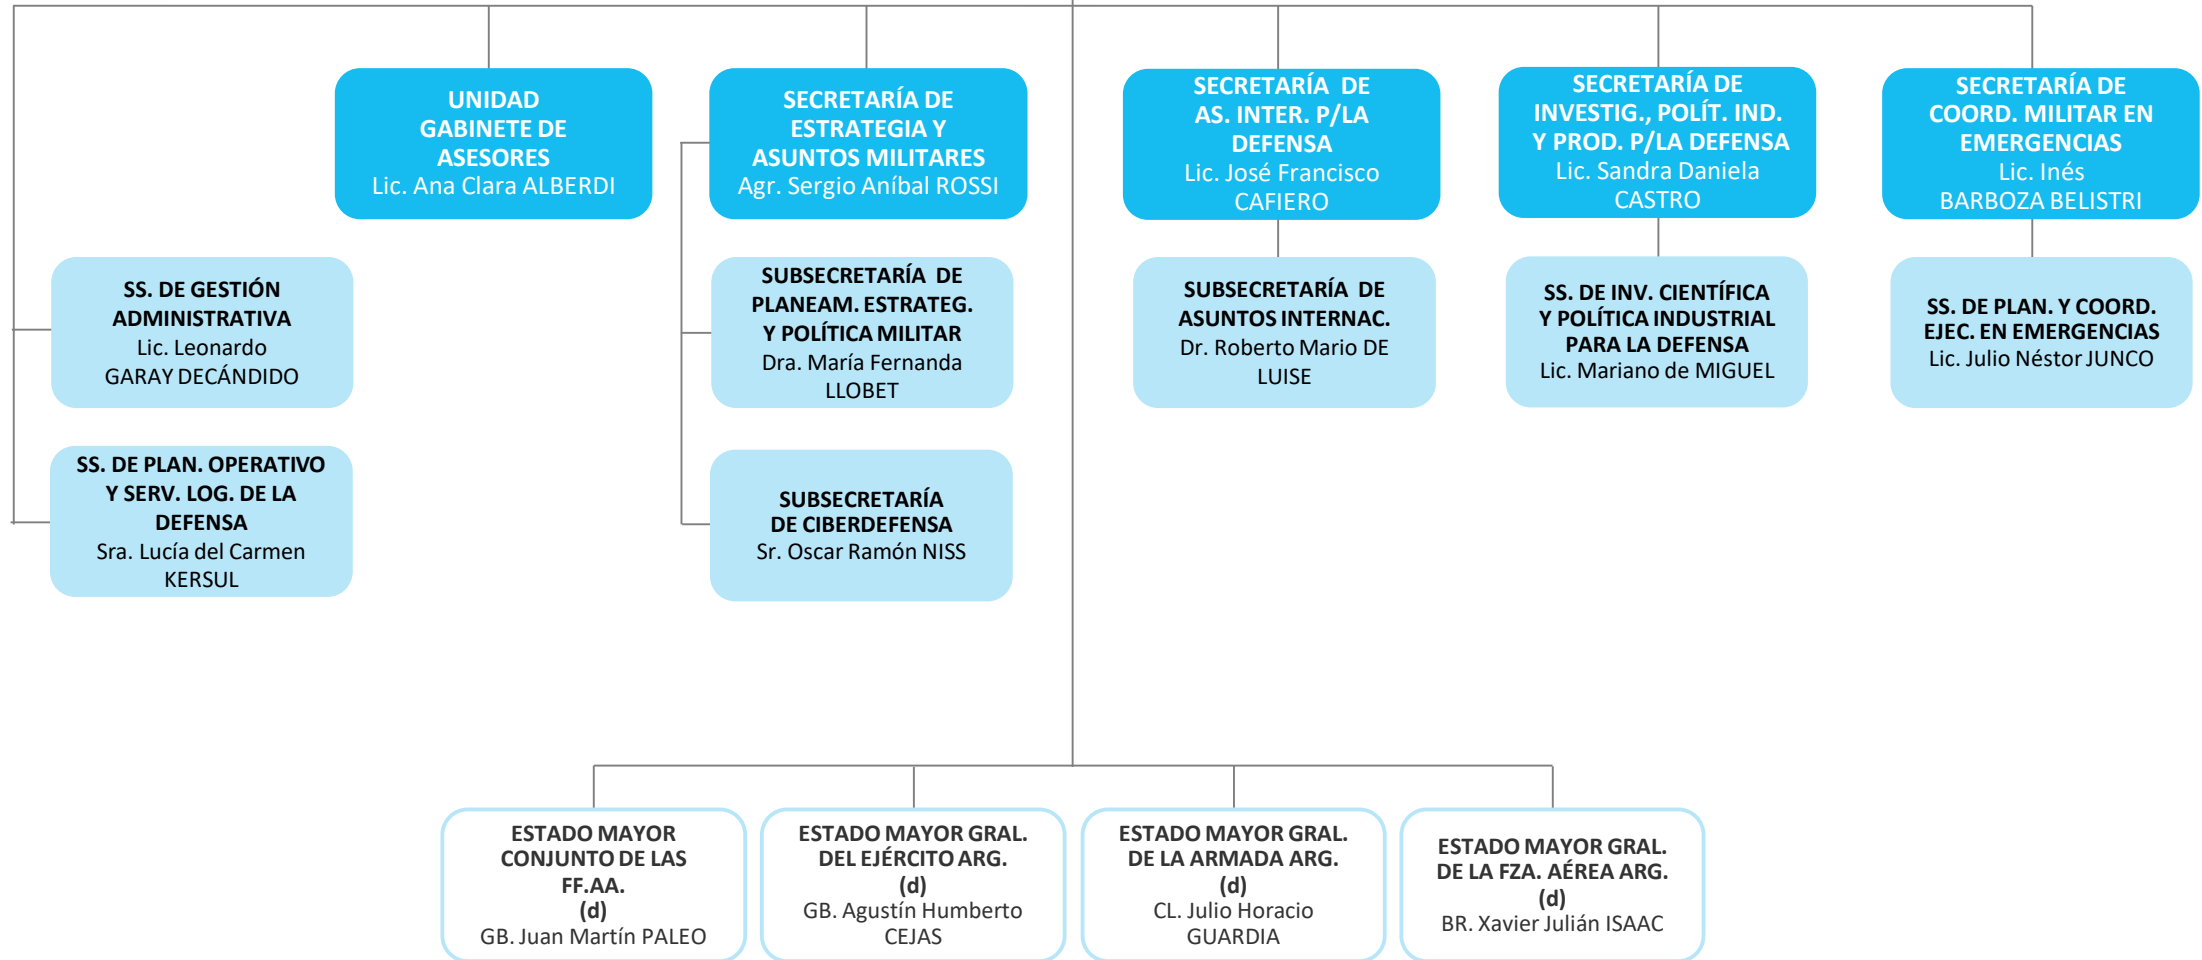 UNIDAD
GABINETE DE
ASESORES
Lic. Ana Clara ALBERDI
SECRETARÍA DE
ESTRATEGIA Y
ASUNTOS MILITARES
Agr. Sergio Aníbal ROSSI
SECRETARÍA DE
AS. INTER. P/LA
DEFENSA
Lic. José Francisco
CAFIERO
SECRETARÍA DE
INVESTIG., POLÍT. IND.
Y PROD. P/LA DEFENSA
Lic. Sandra Daniela
CASTRO
SECRETARÍA DE
COORD. MILITAR EN
EMERGENCIAS
Lic. Inés
BARBOZA BELISTRI
SS. DE GESTIÓN
ADMINISTRATIVA
Lic. Leonardo
GARAY DECÁNDIDO
SUBSECRETARÍA DE
PLANEAM. ESTRATEG.
Y POLÍTICA MILITAR
Dra. María Fernanda
LLOBET
SUBSECRETARÍA DE
ASUNTOS INTERNAC.
Dr. Roberto Mario DE
LUISE
SS. DE INV. CIENTÍFICA
Y POLÍTICA INDUSTRIAL
PARA LA DEFENSA
Lic. Mariano de MIGUEL
SS. DE PLAN. Y COORD.
EJEC. EN EMERGENCIAS
Lic. Julio Néstor JUNCO
SS. DE PLAN. OPERATIVO
Y SERV. LOG. DE LA
DEFENSA
Sra. Lucía del Carmen
KERSUL
SUBSECRETARÍA
DE CIBERDEFENSA
Sr. Oscar Ramón NISS
ESTADO MAYOR
CONJUNTO DE LAS
FF.AA.
(d)
GB. Juan Martín PALEO
ESTADO MAYOR GRAL.
DEL EJÉRCITO ARG.
(d)
GB. Agustín Humberto
CEJAS
ESTADO MAYOR GRAL.
DE LA ARMADA ARG.
(d)
CL. Julio Horacio
GUARDIA
ESTADO MAYOR GRAL.
DE LA FZA. AÉREA ARG.
(d)
BR. Xavier Julián ISAAC